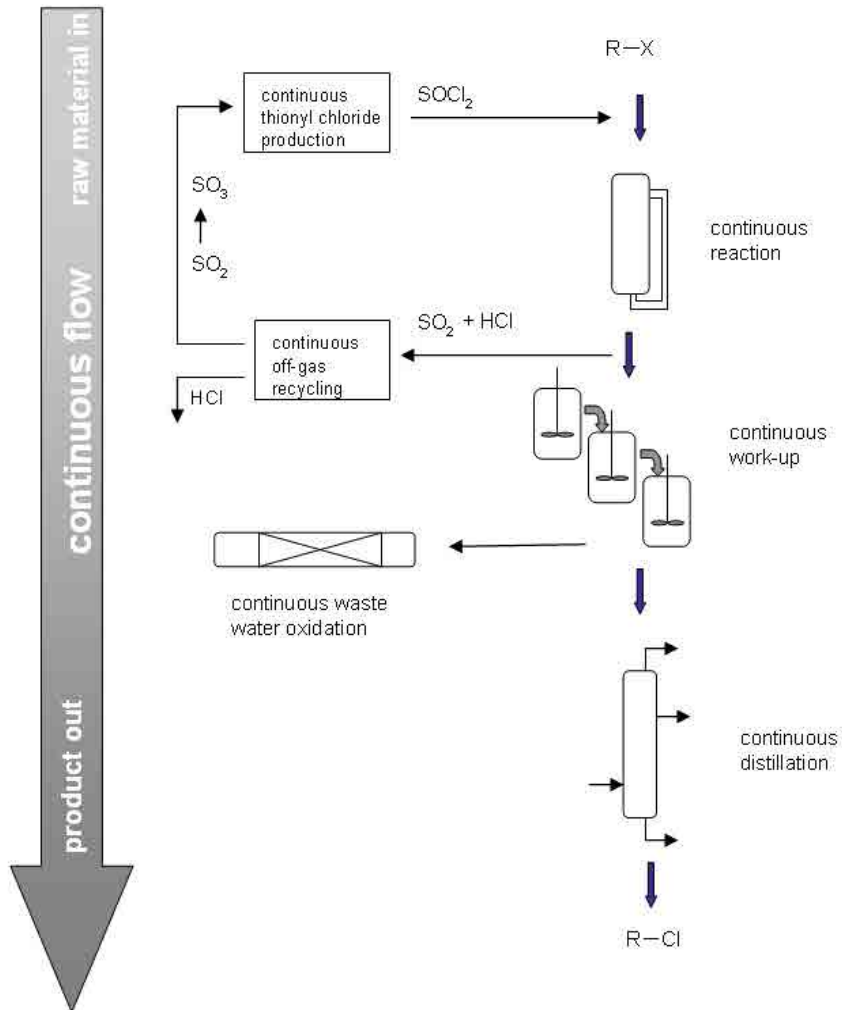 raw material in
continuous flow
product out
R—X
continuous
thionyl chloride
production
SOCl₂
SO₃
SO₂
continuous
reaction
SO₂ + HCl
continuous
off-gas
recycling
HCl
continuous
work-up
continuous waste
water oxidation
continuous
distillation
R—Cl